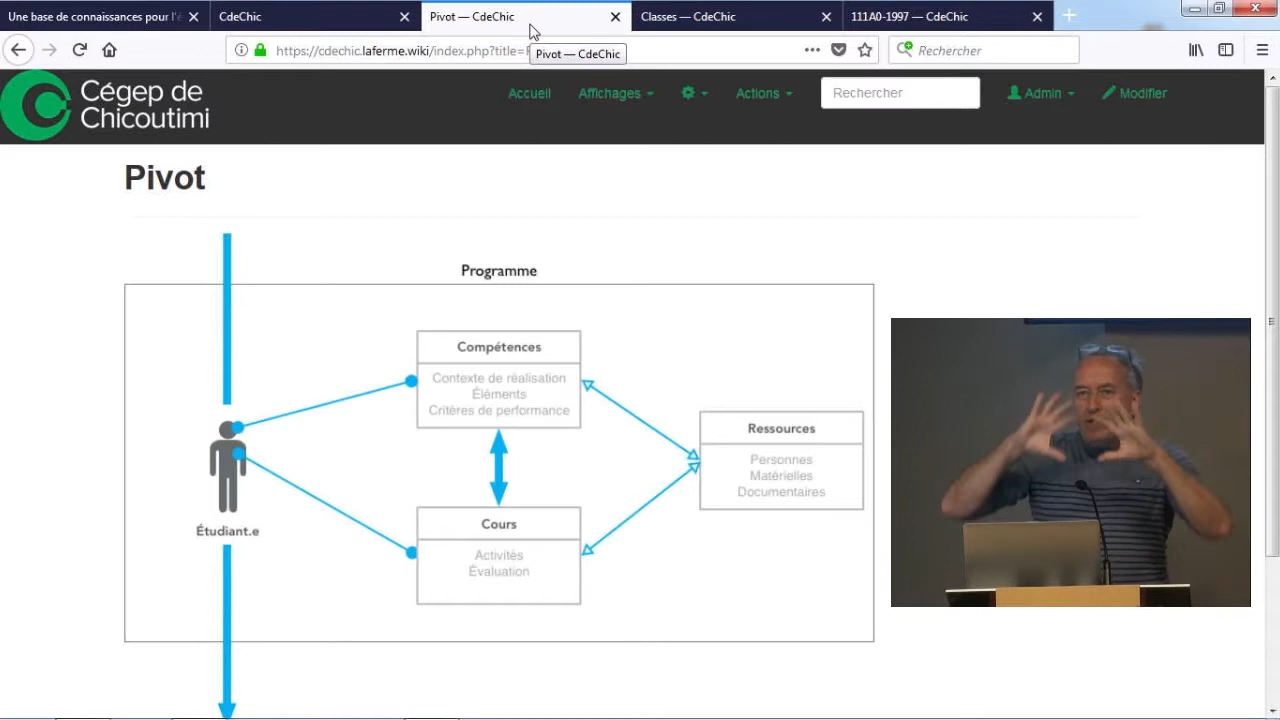 Une base de connaissances pour l'é
CdeChic
Pivot — CdeChic
Classes — CdeChic
111A0-1997 — CdeChic
https://cdechic.laferme.wiki/index.php?title=
Pivot — CdeChic
Rechercher
Cégep de
Chicoutimi
Accueil
Affichages
Actions
Rechercher
Admin
Modifier
Pivot
Programme
Compétences
Contexte de réalisation
Éléments
Critères de performance
Ressources
Personnes
Matérielles
Documentaires
Étudiant.e
Cours
Activités
Évaluation